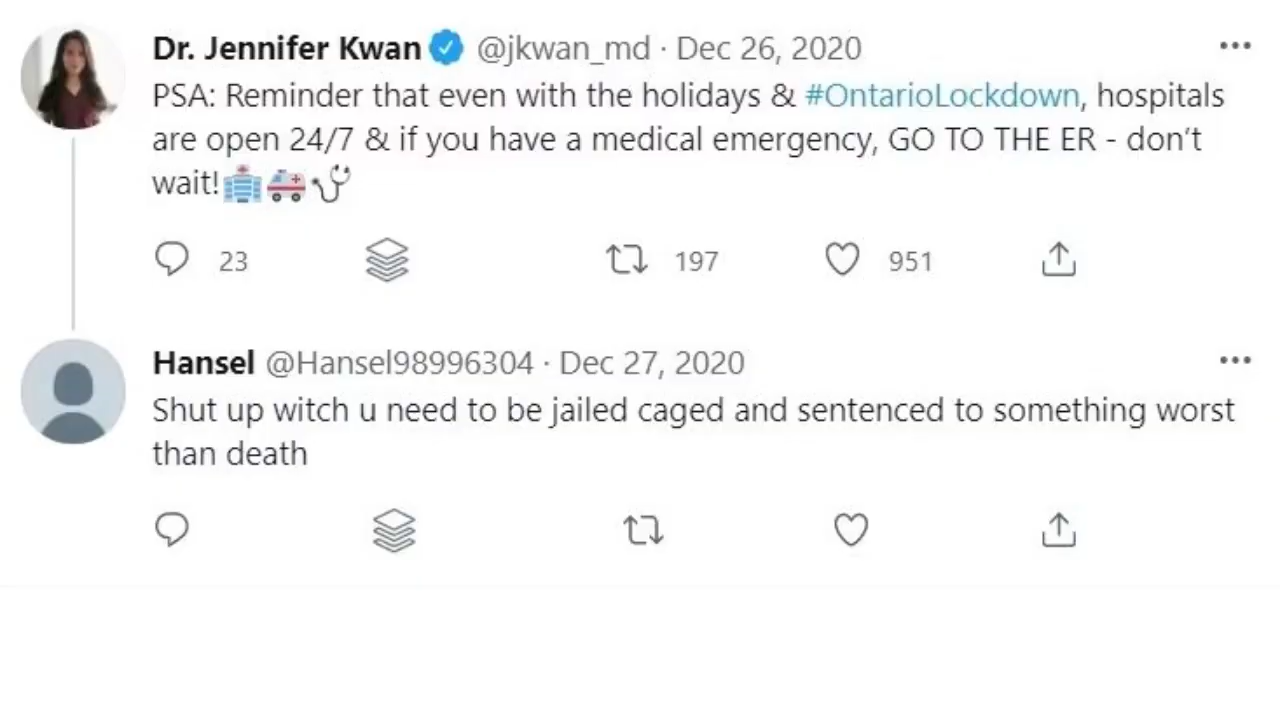 Dr. Jennifer Kwan @jkwan_md · Dec 26, 2020
PSA: Reminder that even with the holidays & #OntarioLockdown, hospitals
are open 24/7 & if you have a medical emergency, GO TO THE ER - don't
wait!🏥🚑🩺
23 197 951
Hansel @Hansel98996304 · Dec 27, 2020
Shut up witch u need to be jailed caged and sentenced to something worst
than death